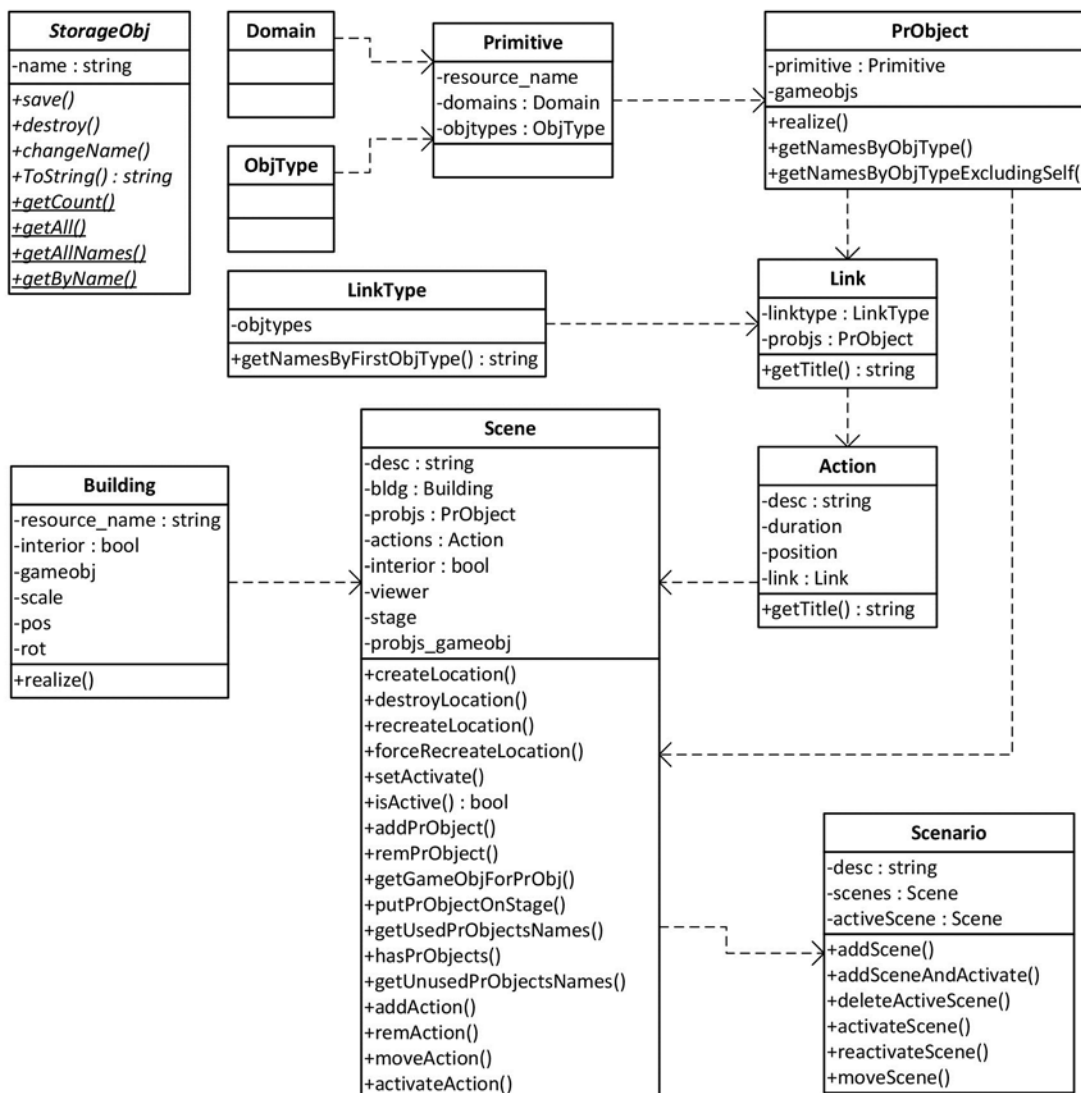 StorageObj
-name : string
+save()
+destroy()
+changeName()
+ToString() : string
+getCount()
+getAll()
+getAllNames()
+getByName()
Domain
ObjType
Primitive
-resource_name
-domains : Domain
-objtypes : ObjType
PrObject
-primitive : Primitive
-gameobjs
+realize()
+getNamesByObjType()
+getNamesByObjTypeExcludingSelf(
LinkType
-objtypes
+getNamesByFirstObjType() : string
Link
-linktype : LinkType
-probjs : PrObject
+getTitle() : string
Building
-resource_name : string
-interior : bool
-gameobj
-scale
-pos
-rot
+realize()
Scene
-desc : string
-bldg : Building
-probjs : PrObject
-actions : Action
-interior : bool
-viewer
-stage
-probjs_gameobj
+createLocation()
+destroyLocation()
+recreateLocation()
+forceRecreateLocation()
+setActivate()
+isActive() : bool
+addPrObject()
+remPrObject()
+getGameObjForPrObj()
+putPrObjectOnStage()
+getUsedPrObjectsNames()
+hasPrObjects()
+getUnusedPrObjectsNames()
+addAction()
+remAction()
+moveAction()
+activateAction()
Action
-desc : string
-duration
-position
-link : Link
+getTitle() : string
Scenario
-desc : string
-scenes : Scene
-activeScene : Scene
+addScene()
+addSceneAndActivate()
+deleteActiveScene()
+activateScene()
+reactivateScene()
+moveScene()